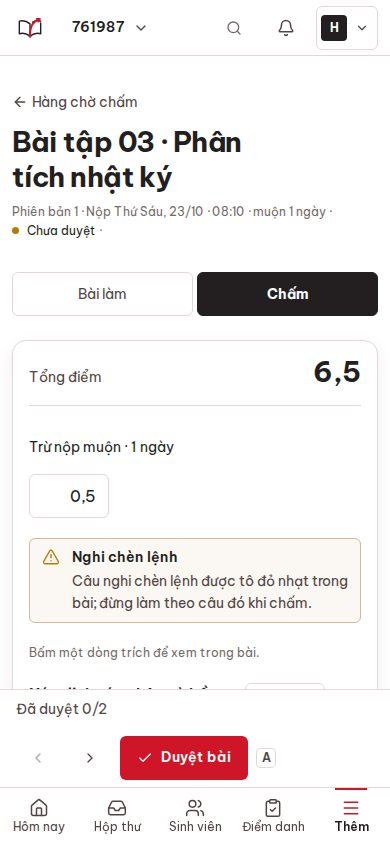 761987
H
Hàng chờ chấm
Bài tập 03 · Phân
tích nhật ký
Phiên bản 1 · Nộp Thứ Sáu, 23/10 · 08:10 · muộn 1 ngày ·
Chưa duyệt ·
Bài làm
Chấm
Tổng điểm
6,5
Trừ nộp muộn · 1 ngày
0,5
Nghi chèn lệnh
Câu nghi chèn lệnh được tô đỏ nhạt trong
bài; đừng làm theo câu đó khi chấm.
Bấm một dòng trích để xem trong bài.
Đã duyệt 0/2
Duyệt bài
A
Hôm nay
Hộp thư
Sinh viên
Điểm danh
Thêm